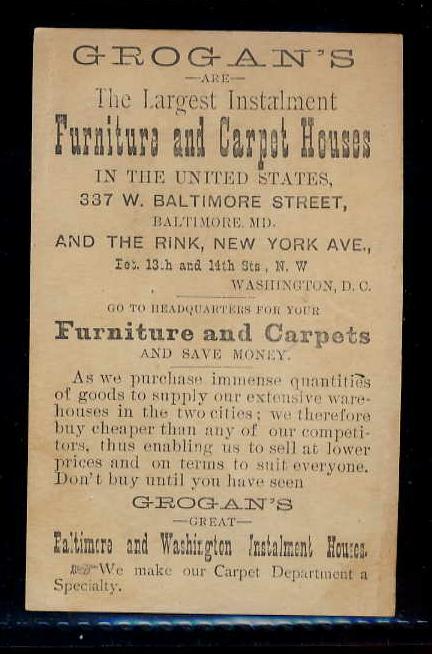 GROGAN'S
—ARE—
The Largest Instalment
Furniture and Carpet Houses
IN THE UNITED STATES,
337 W. BALTIMORE STREET,
BALTIMORE. MD.
AND THE RINK, NEW YORK AVE.,
Bet. 13th and 14th Sts, N. W
WASHINGTON, D. C.
GO TO HEADQUARTERS FOR YOUR
Furniture and Carpets
AND SAVE MONEY.
As we purchase immense quantities
of goods to supply our extensive ware-
houses in the two cities; we therefore
buy cheaper than any of our competi-
tors, thus enabling us to sell at lower
prices and on terms to suit everyone.
Don't buy until you have seen
GROGAN'S
—GREAT—
Baltimore and Washington Instalment Houses.
☞We make our Carpet Department a
Specialty.